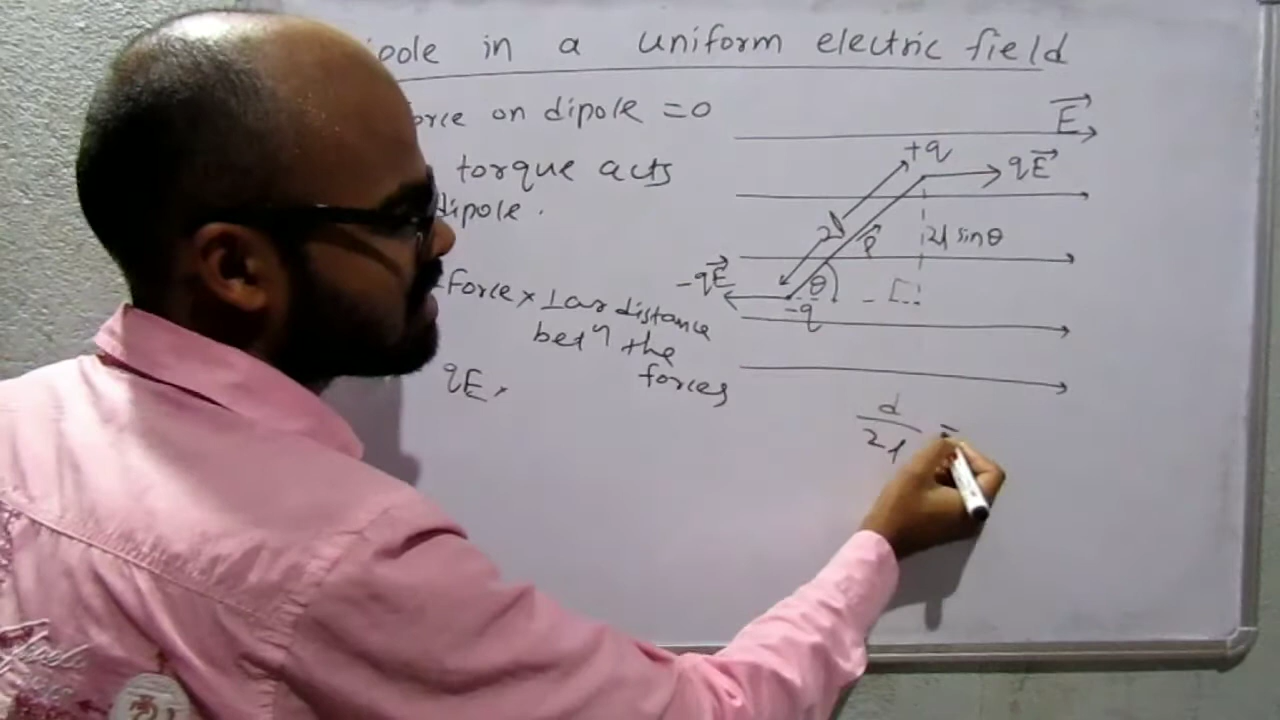 pole in a uniform electric field
orce on dipole = 0
torque acts
dipole.
force × ⊥ar distance
betⁿ the
forces
qE ×
E⃗
+q
qE⃗
2l
p⃗
2l sinθ
-qE⃗
θ
-q
d/2l =